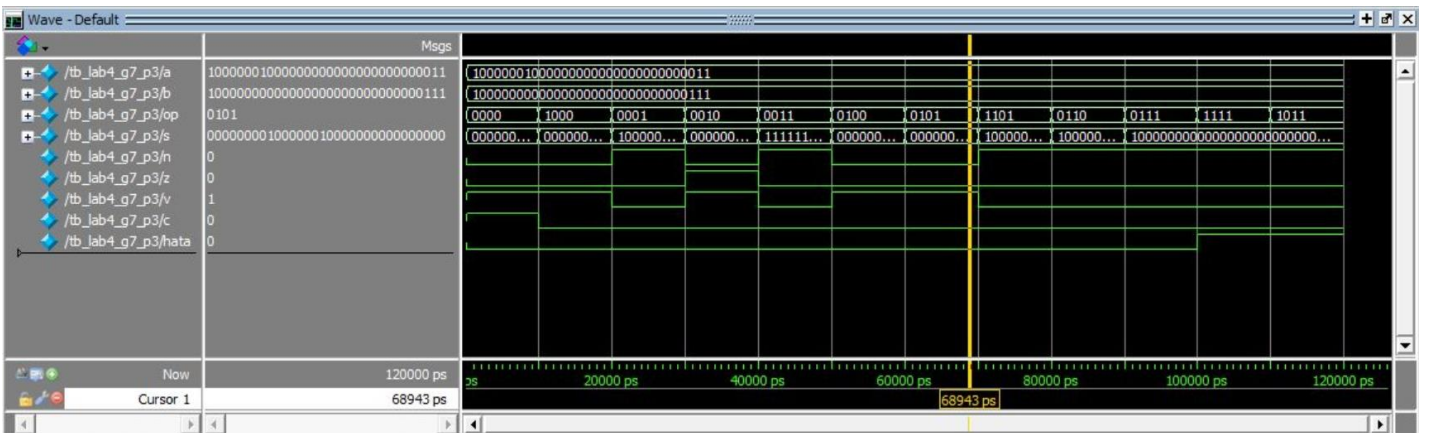 Wave - Default
Msgs
/tb_lab4_g7_p3/a 10000001000000000000000000000011 10000001000000000000000000000011
/tb_lab4_g7_p3/b 10000000000000000000000000000111 10000000000000000000000000000111
/tb_lab4_g7_p3/op 0101 0000 1000 0001 0010 0011 0100 0101 1101 0110 0111 1111 1011
/tb_lab4_g7_p3/s 00000000100000010000000000000000 000000... 000000... 100000... 000000... 111111... 000000... 000000... 100000... 100000... 10000000000000000000000000...
/tb_lab4_g7_p3/n 0
/tb_lab4_g7_p3/z 0
/tb_lab4_g7_p3/v 1
/tb_lab4_g7_p3/c 0
/tb_lab4_g7_p3/hata 0
Now 120000 ps ps 20000 ps 40000 ps 60000 ps 80000 ps 100000 ps 120000 ps
Cursor 1 68943 ps 68943 ps